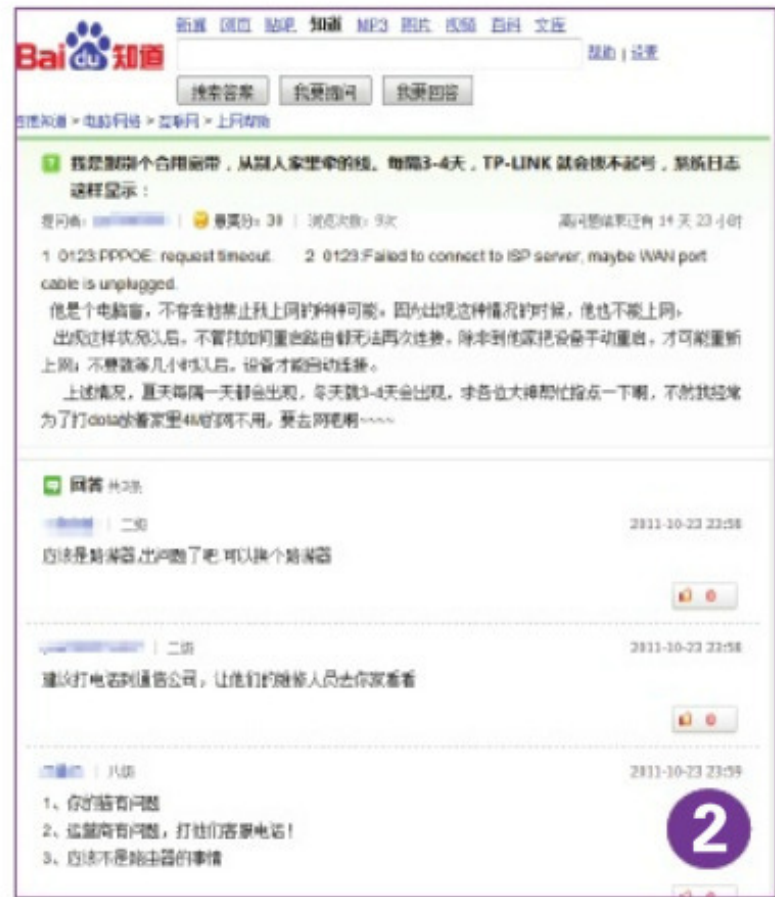 新闻 网页 贴吧 知道 MP3 图片 视频 百科 文库
Baidu 知道
帮助 | 设置
搜索答案 我要提问 我要回答
百度知道 > 电脑/网络 > 互联网 > 上网帮助
我是跟别个合用宽带，从别人家里牵的线。每隔3-4天，TP-LINK 就会拨不起号，系统日志
这样显示：
提问者： | 悬赏分：30 | 浏览次数：9次 离问题结束还有 14 天 23 小时
1 0123:PPPOE: request timeout. 2 0123:Failed to connect to ISP server, maybe WAN port
cable is unplugged.
他是个电脑盲，不存在他禁止我上网的种种可能。因为出现这种情况的时候，他也不能上网。
出现这样状况以后，不管我如何重启路由都无法再次连接，除非到他家把设备手动重启，才可能重新
上网；不要就等几小时以后，设备才能自动连接。
上述情况，夏天每隔一天都会出现，冬天就3-4天会出现，求各位大神帮忙指点一下啊，不然我经常
为了打dota放着家里4M的网不用，要去网吧啊~~~~
回答 共3条
| 二级 2011-10-23 23:58
应该是路游器,出问题了吧.可以换个路游器
0
| 二级 2011-10-23 23:58
建议打电话到通信公司，让他们的维修人员去你家看看
0
| 八级 2011-10-23 23:59
1、你的猫有问题
2、运营商有问题，打他们客服电话！
3、应该不是路由器的事情
2